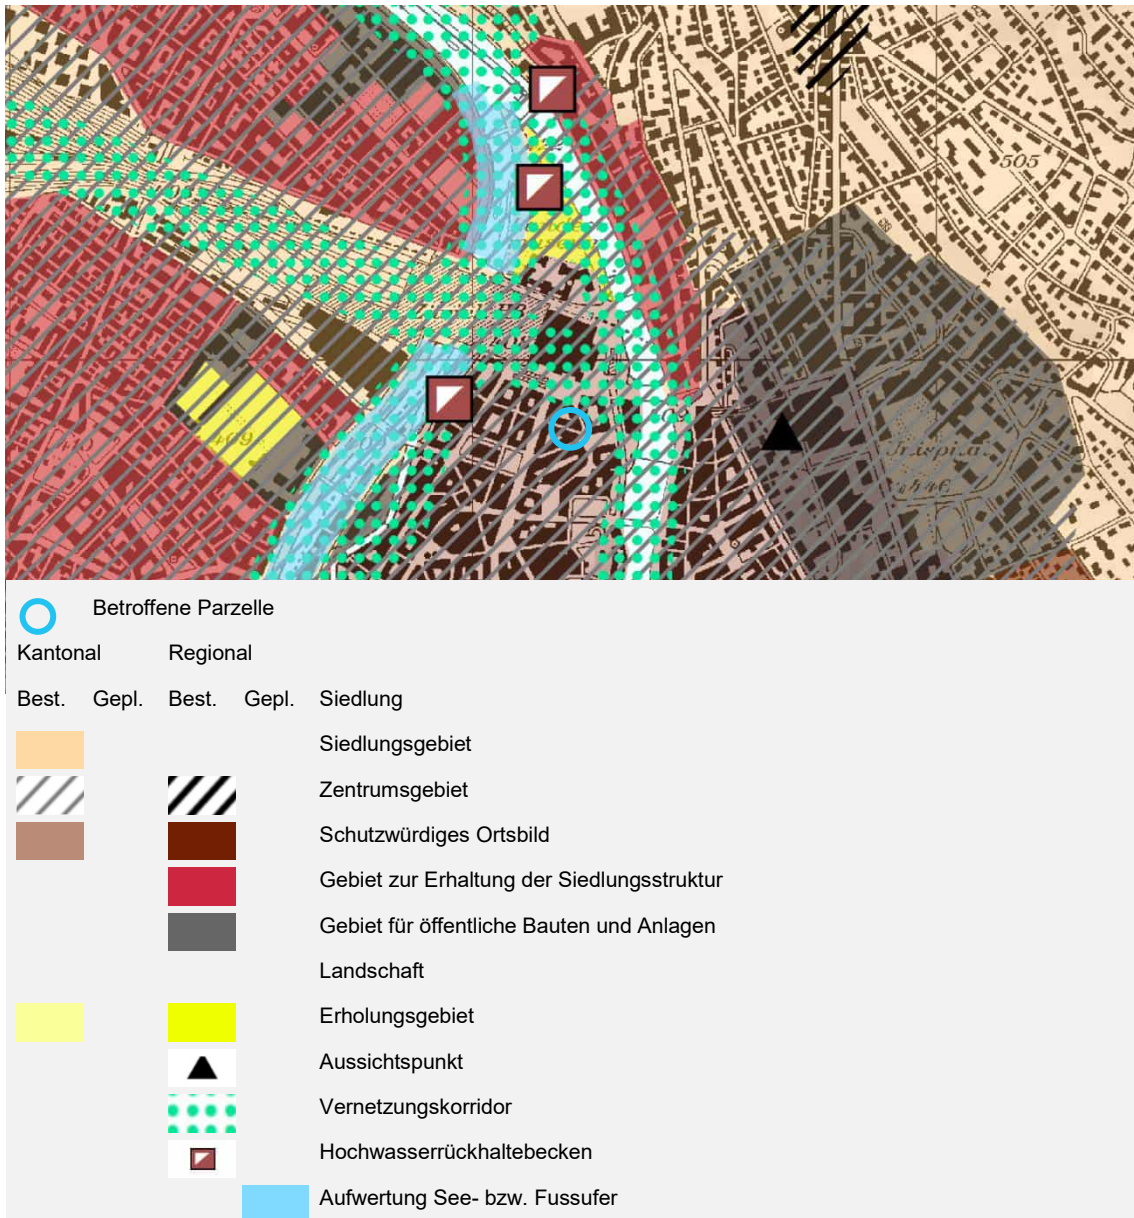 505
409
Betroffene Parzelle
Kantonal Regional
Best. Gepl. Best. Gepl. Siedlung
Siedlungsgebiet
Zentrumsgebiet
Schutzwürdiges Ortsbild
Gebiet zur Erhaltung der Siedlungsstruktur
Gebiet für öffentliche Bauten und Anlagen
Landschaft
Erholungsgebiet
Aussichtspunkt
Vernetzungskorridor
Hochwasserrückhaltebecken
Aufwertung See- bzw. Fussufer